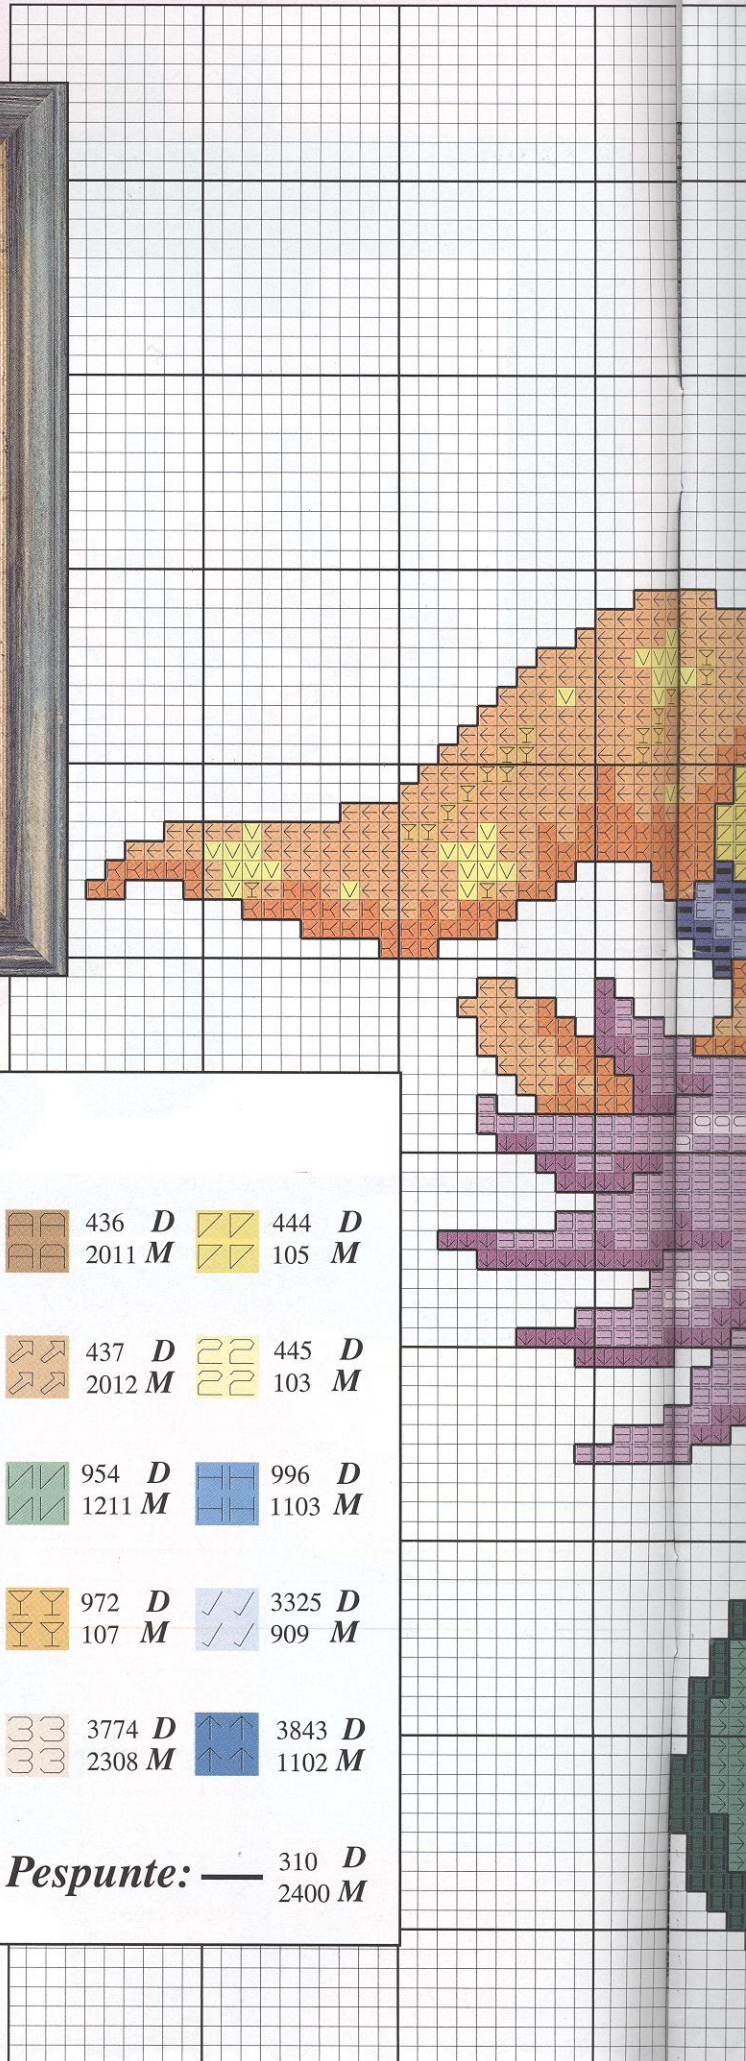 436 D 444 D
2011 M 105 M
437 D 445 D
2012 M 103 M
954 D 996 D
1211 M 1103 M
972 D 3325 D
107 M 909 M
3774 D 3843 D
2308 M 1102 M
Pespunte: 310 D
2400 M